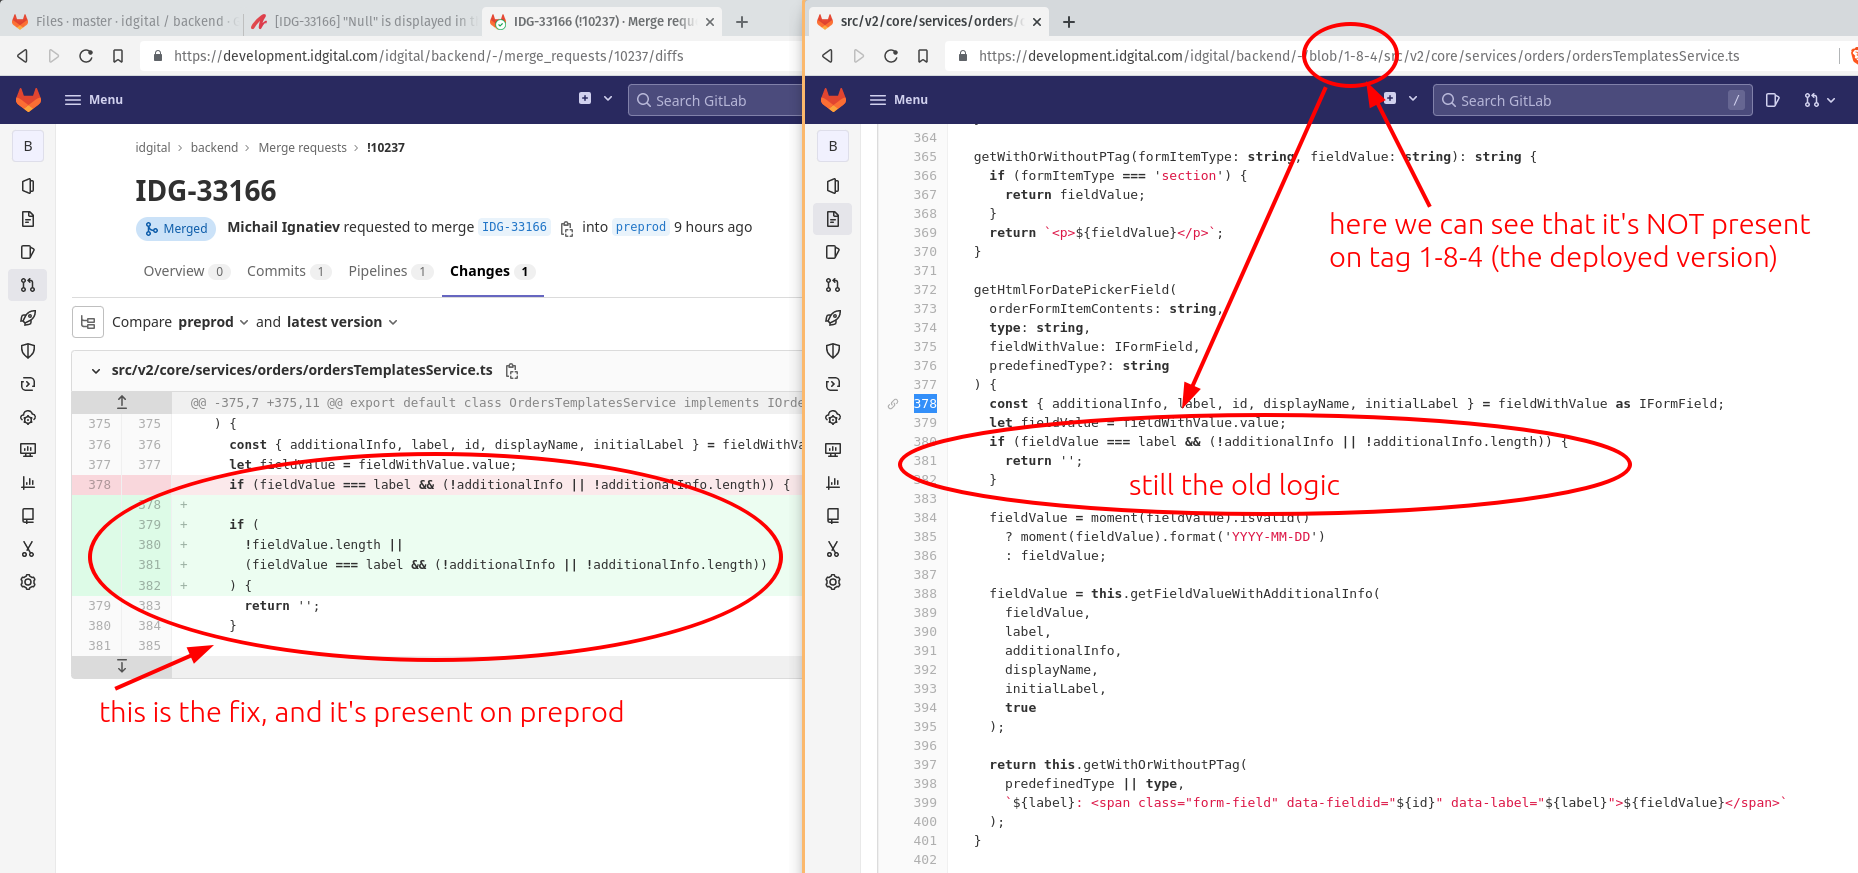 Files · master · idgital / backend ·
[IDG-33166] "Null" is displayed in t
IDG-33166 (!10237) · Merge requ
https://development.idgital.com/idgital/backend/-/merge_requests/10237/diffs
Menu
Search GitLab
B
idgital › backend › Merge requests › !10237
IDG-33166
Merged Michail Ignatiev requested to merge IDG-33166 into preprod 9 hours ago
Overview 0 Commits 1 Pipelines 1 Changes 1
Compare preprod and latest version
src/v2/core/services/orders/ordersTemplatesService.ts
@@ -375,7 +375,11 @@ export default class OrdersTemplatesService implements IOrde
375 375 ) {
376 376 const { additionalInfo, label, id, displayName, initialLabel } = fieldWithVa
377 377 let fieldValue = fieldWithValue.value;
378 if (fieldValue === label && (!additionalInfo || !additionalInfo.length)) {
378 +
379 + if (
380 + !fieldValue.length ||
381 + (fieldValue === label && (!additionalInfo || !additionalInfo.length))
382 + ) {
379 383 return '';
380 384 }
381 385
this is the fix, and it's present on preprod
src/v2/core/services/orders/
https://development.idgital.com/idgital/backend/-/blob/1-8-4/src/v2/core/services/orders/ordersTemplatesService.ts
Menu
Search GitLab /
B
364
365 getWithOrWithoutPTag(formItemType: string, fieldValue: string): string {
366 if (formItemType === 'section') {
367 return fieldValue;
368 }
369 return `<p>${fieldValue}</p>`;
370 }
371
372 getHtmlForDatePickerField(
373 orderFormItemContents: string,
374 type: string,
375 fieldWithValue: IFormField,
376 predefinedType?: string
377 ) {
378 const { additionalInfo, label, id, displayName, initialLabel } = fieldWithValue as IFormField;
379 let fieldValue = fieldWithValue.value;
380 if (fieldValue === label && (!additionalInfo || !additionalInfo.length)) {
381 return '';
382 }
383
384 fieldValue = moment(fieldValue).isValid()
385 ? moment(fieldValue).format('YYYY-MM-DD')
386 : fieldValue;
387
388 fieldValue = this.getFieldValueWithAdditionalInfo(
389 fieldValue,
390 label,
391 additionalInfo,
392 displayName,
393 initialLabel,
394 true
395 );
396
397 return this.getWithOrWithoutPTag(
398 predefinedType || type,
399 `${label}: <span class="form-field" data-fieldid="${id}" data-label="${label}">${fieldValue}</span>`
400 );
401 }
402
here we can see that it's NOT present
on tag 1-8-4 (the deployed version)
still the old logic